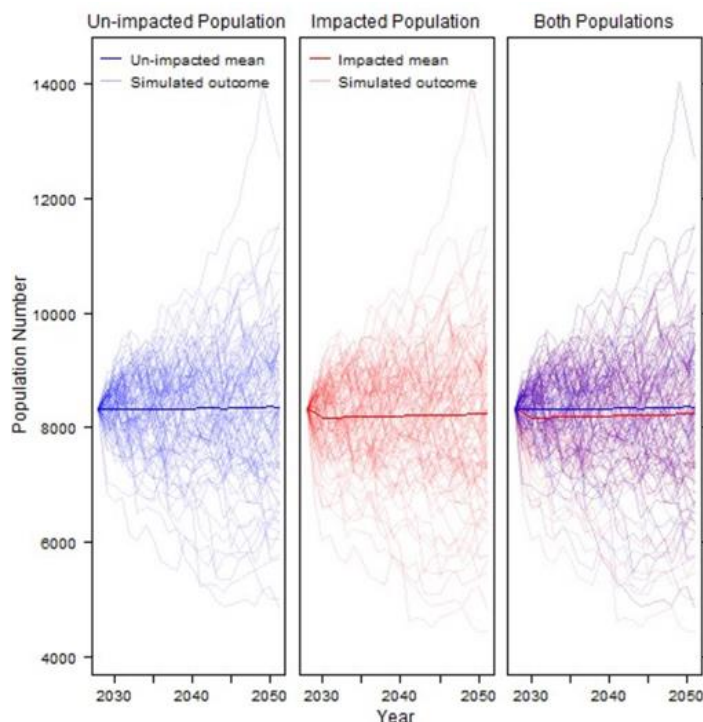 Un-impacted Population
Impacted Population
Both Populations
Un-impacted mean
Simulated outcome
Impacted mean
Simulated outcome
14000
12000
10000
8000
6000
4000
Population Number
2030
2040
2050
2030
2040
2050
2030
2040
2050
Year